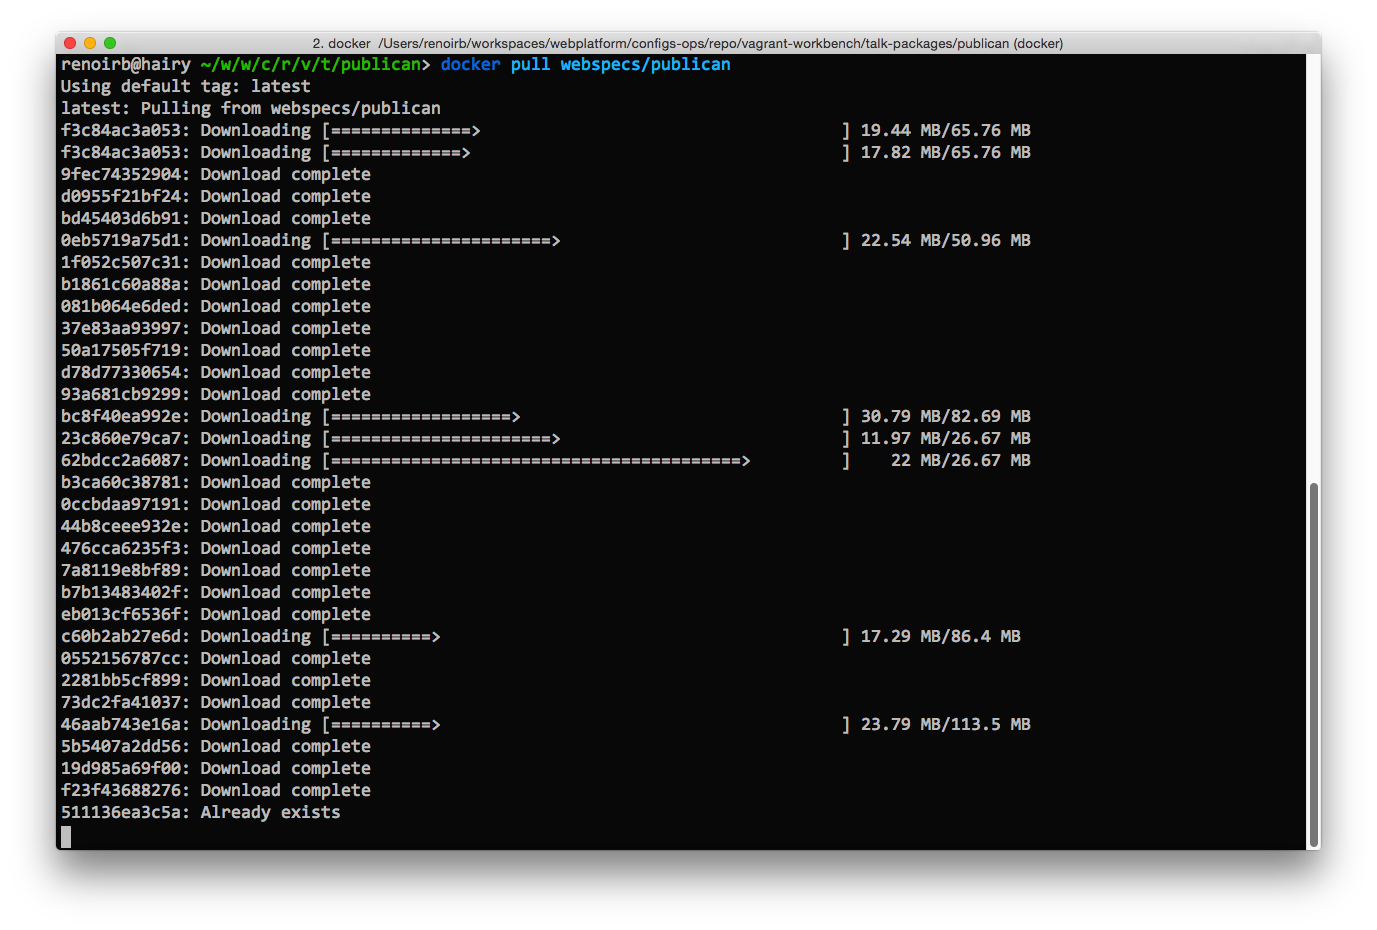 2. docker /Users/renoirb/workspaces/webplatform/configs-ops/repo/vagrant-workbench/talk-packages/publican (docker)
renoirb@hairy ~/w/w/c/r/v/t/publican> docker pull webspecs/publican
Using default tag: latest
latest: Pulling from webspecs/publican
f3c84ac3a053: Downloading [==============>                                    ] 19.44 MB/65.76 MB
f3c84ac3a053: Downloading [=============>                                     ] 17.82 MB/65.76 MB
9fec74352904: Download complete
d0955f21bf24: Download complete
bd45403d6b91: Download complete
0eb5719a75d1: Downloading [======================>                            ] 22.54 MB/50.96 MB
1f052c507c31: Download complete
b1861c60a88a: Download complete
081b064e6ded: Download complete
37e83aa93997: Download complete
50a17505f719: Download complete
d78d77330654: Download complete
93a681cb9299: Download complete
bc8f40ea992e: Downloading [==================>                                ] 30.79 MB/82.69 MB
23c860e79ca7: Downloading [======================>                            ] 11.97 MB/26.67 MB
62bdcc2a6087: Downloading [=========================================>         ]    22 MB/26.67 MB
b3ca60c38781: Download complete
0ccbdaa97191: Download complete
44b8ceee932e: Download complete
476cca6235f3: Download complete
7a8119e8bf89: Download complete
b7b13483402f: Download complete
eb013cf6536f: Download complete
c60b2ab27e6d: Downloading [==========>                                        ] 17.29 MB/86.4 MB
0552156787cc: Download complete
2281bb5cf899: Download complete
73dc2fa41037: Download complete
46aab743e16a: Downloading [==========>                                        ] 23.79 MB/113.5 MB
5b5407a2dd56: Download complete
19d985a69f00: Download complete
f23f43688276: Download complete
511136ea3c5a: Already exists